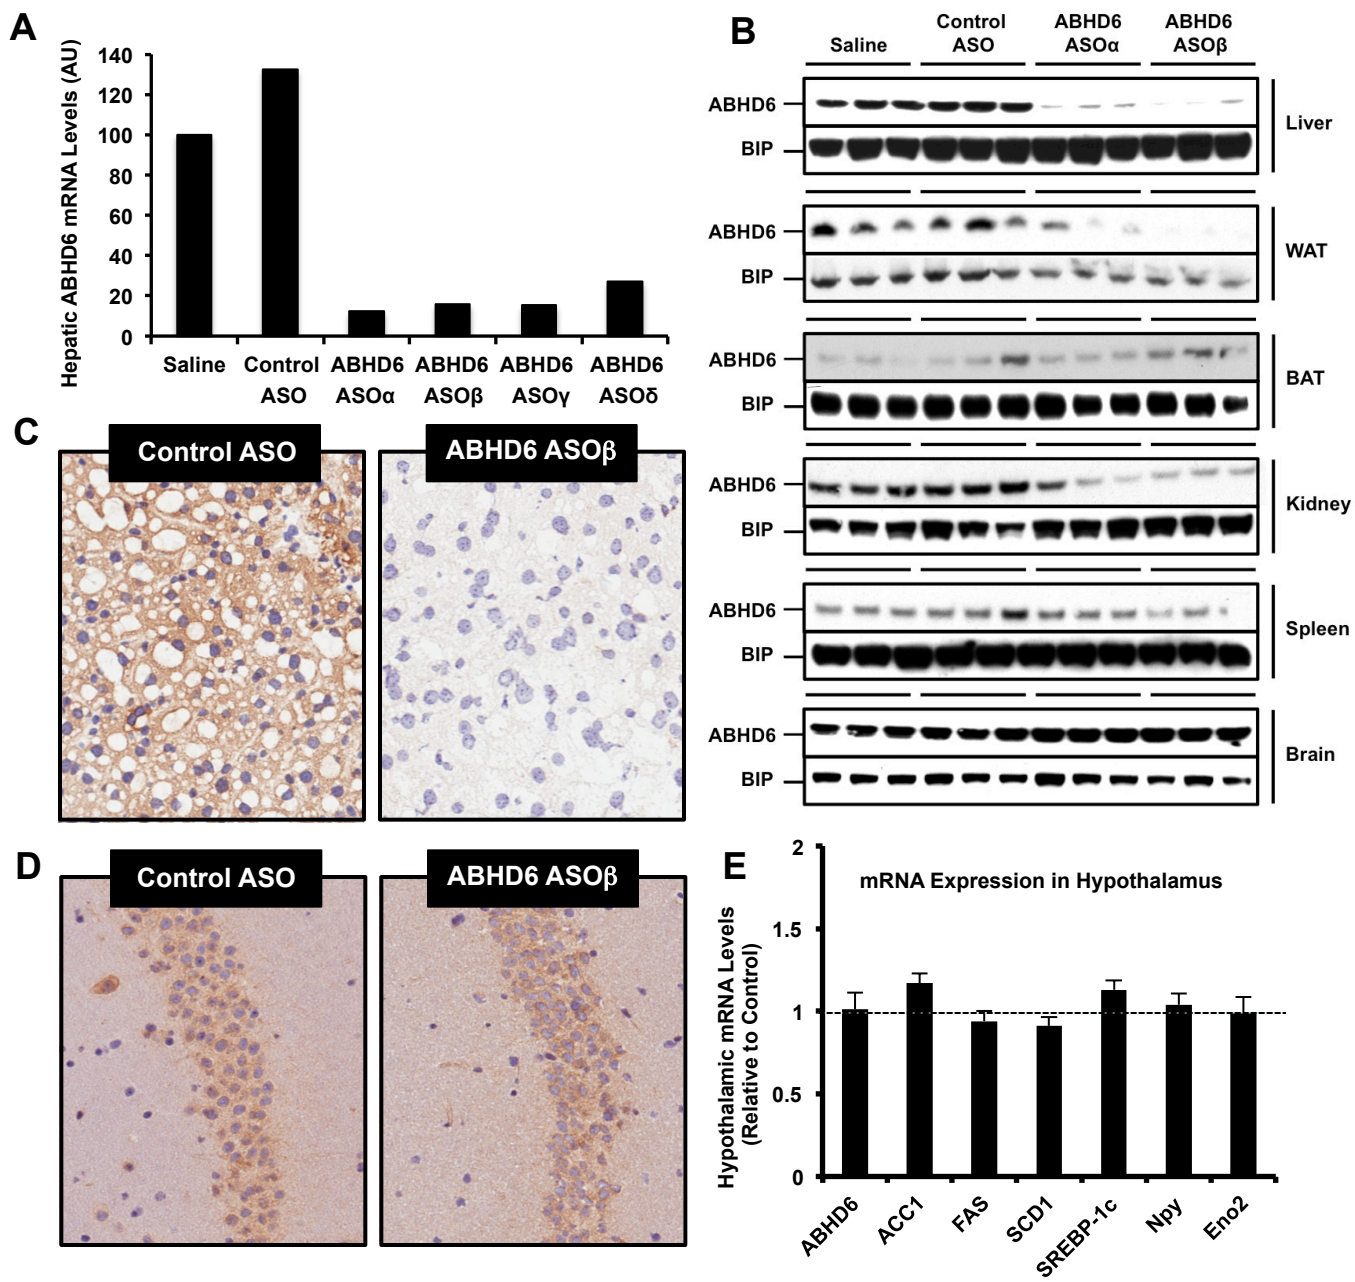 A
Hepatic ABHD6 mRNA Levels (AU)
140
120
100
80
60
40
20
0
Saline
Control
ASO
ABHD6
ASOα
ABHD6
ASOβ
ABHD6
ASOγ
ABHD6
ASOδ
B
Saline
Control
ASO
ABHD6
ASOα
ABHD6
ASOβ
ABHD6
BIP
Liver
ABHD6
BIP
WAT
ABHD6
BIP
BAT
ABHD6
BIP
Kidney
ABHD6
BIP
Spleen
ABHD6
BIP
Brain
C
Control ASO
ABHD6 ASOβ
D
Control ASO
ABHD6 ASOβ
E
mRNA Expression in Hypothalamus
Hypothalamic mRNA Levels
(Relative to Control)
2
1.5
1
0.5
0
ABHD6
ACC1
FAS
SCD1
SREBP-1c
Npy
Eno2